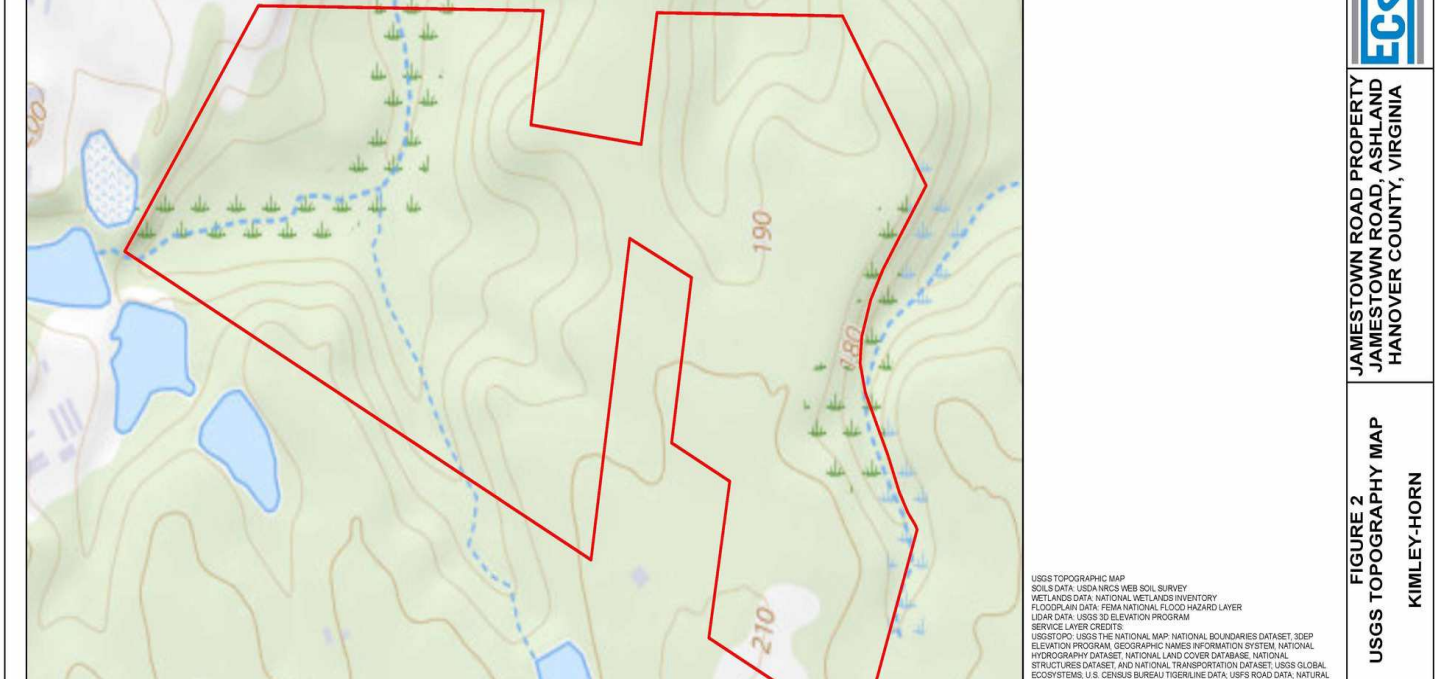 00
190
180
210
USGS TOPOGRAPHIC MAP
SOILS DATA: USDA NRCS WEB SOIL SURVEY
WETLANDS DATA: NATIONAL WETLANDS INVENTORY
FLOODPLAIN DATA: FEMA NATIONAL FLOOD HAZARD LAYER
LIDAR DATA: USGS 3D ELEVATION PROGRAM
SERVICE LAYER CREDITS:
USGSTOPO: USGS THE NATIONAL MAP: NATIONAL BOUNDARIES DATASET, 3DEP
ELEVATION PROGRAM, GEOGRAPHIC NAMES INFORMATION SYSTEM, NATIONAL
HYDROGRAPHY DATASET, NATIONAL LAND COVER DATABASE, NATIONAL
STRUCTURES DATASET, AND NATIONAL TRANSPORTATION DATASET; USGS GLOBAL
ECOSYSTEMS; U.S. CENSUS BUREAU TIGER/LINE DATA; USFS ROAD DATA; NATURAL
ECS
JAMESTOWN ROAD PROPERTY
JAMESTOWN ROAD, ASHLAND
HANOVER COUNTY, VIRGINIA
FIGURE 2
USGS TOPOGRAPHY MAP
KIMLEY-HORN